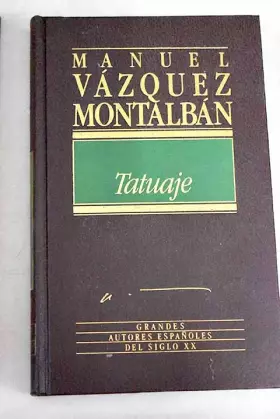 MANUEL
VÁZQUEZ
MONTALBÁN
Tatuaje
GRANDES
AUTORES ESPAÑOLES
DEL SIGLO XX